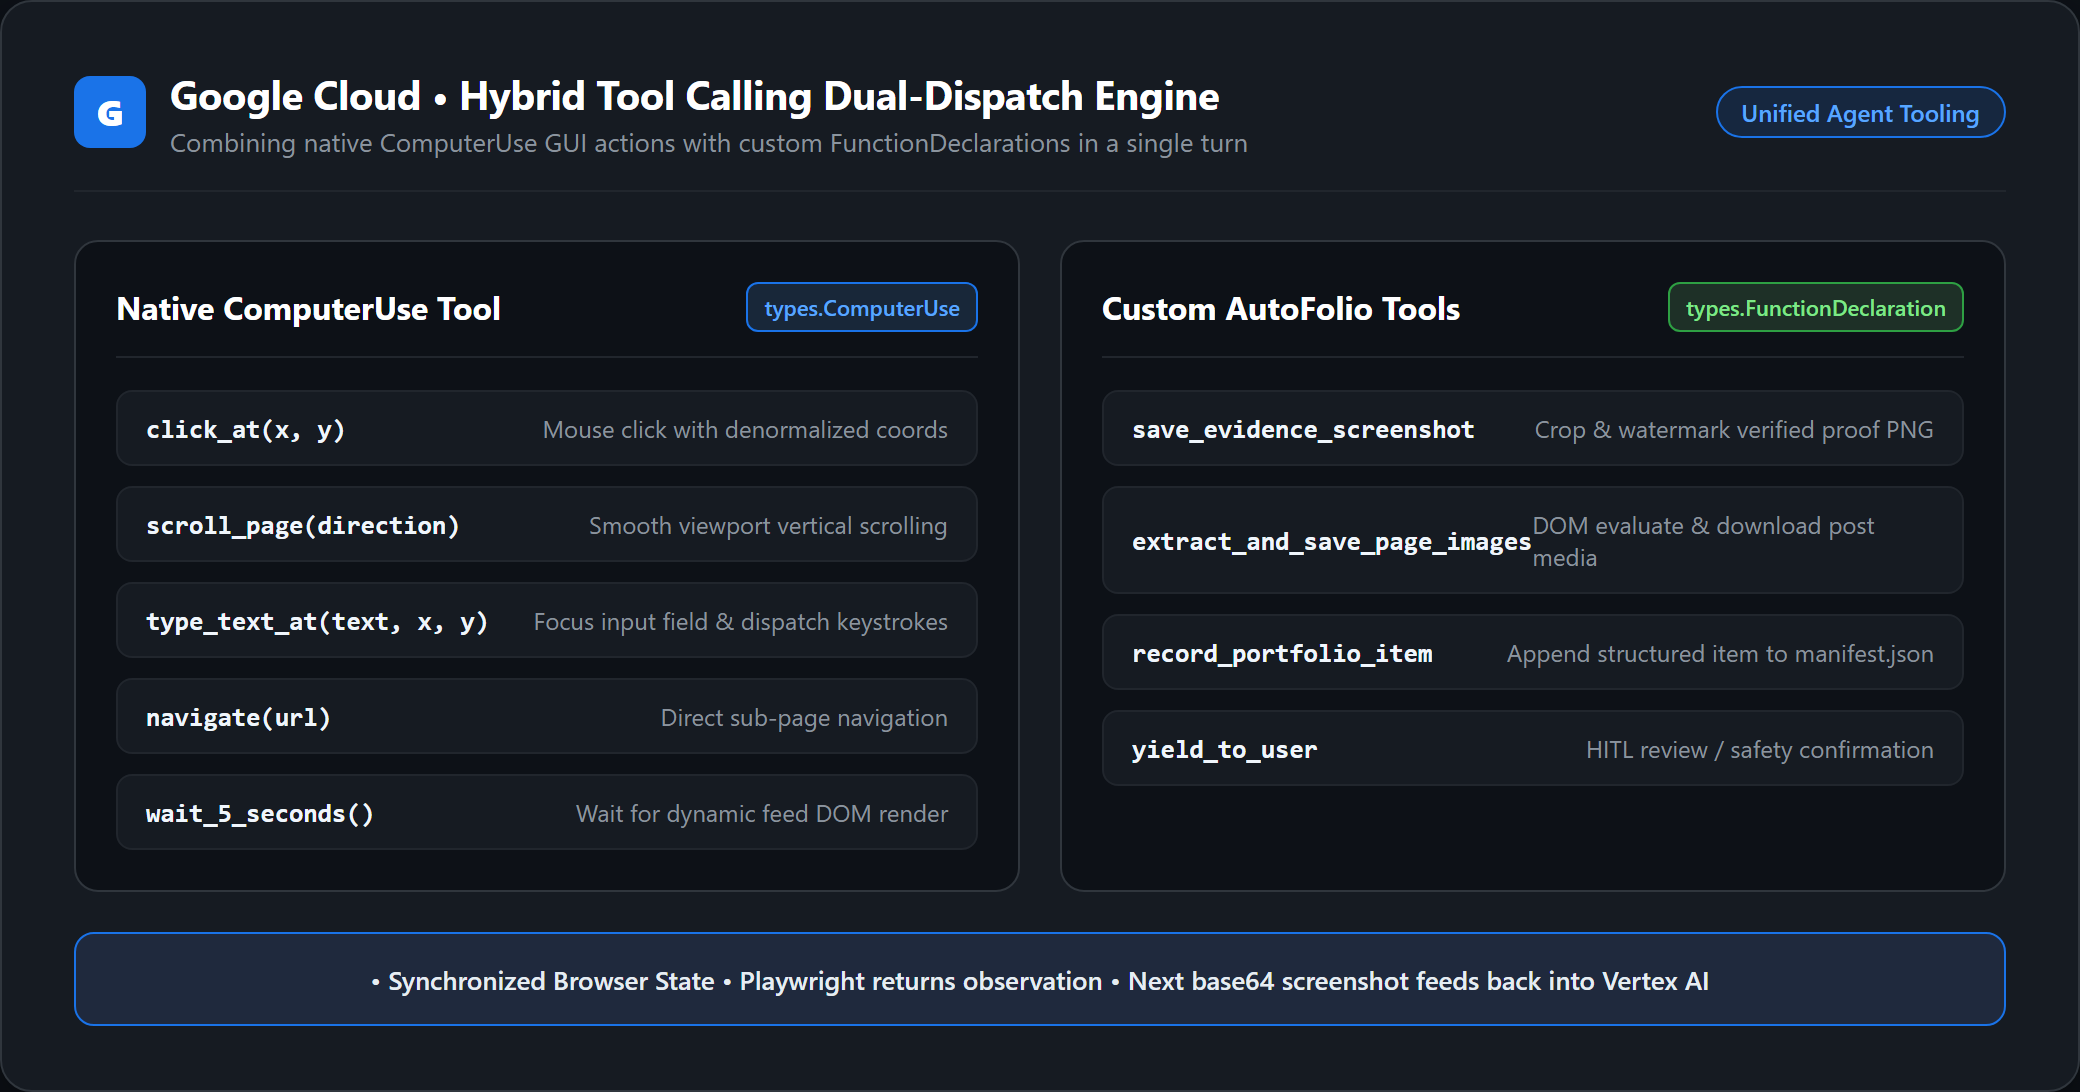 G
Google Cloud • Hybrid Tool Calling Dual-Dispatch Engine
Combining native ComputerUse GUI actions with custom FunctionDeclarations in a single turn
Unified Agent Tooling
Native ComputerUse Tool
types.ComputerUse
click_at(x, y)
Mouse click with denormalized coords
scroll_page(direction)
Smooth viewport vertical scrolling
type_text_at(text, x, y)
Focus input field & dispatch keystrokes
navigate(url)
Direct sub-page navigation
wait_5_seconds()
Wait for dynamic feed DOM render
Custom AutoFolio Tools
types.FunctionDeclaration
save_evidence_screenshot
Crop & watermark verified proof PNG
extract_and_save_page_images
DOM evaluate & download post
media
record_portfolio_item
Append structured item to manifest.json
yield_to_user
HITL review / safety confirmation
• Synchronized Browser State • Playwright returns observation • Next base64 screenshot feeds back into Vertex AI